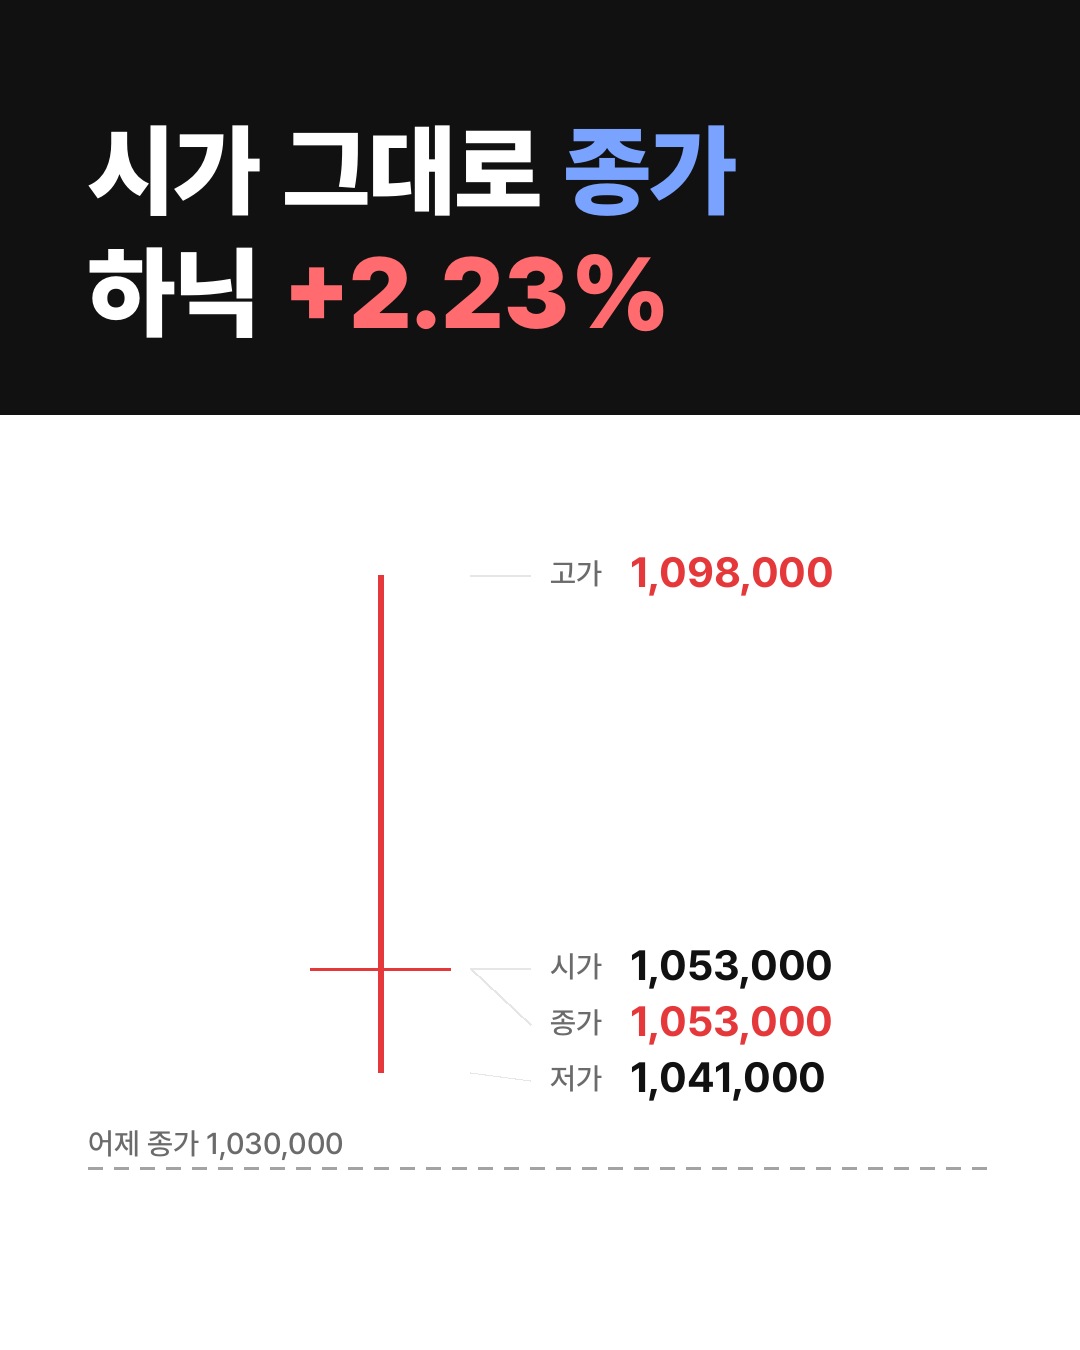 시가 그대로 종가
하닉 +2.23%
고가 1,098,000
시가 1,053,000
종가 1,053,000
저가 1,041,000
어제 종가 1,030,000